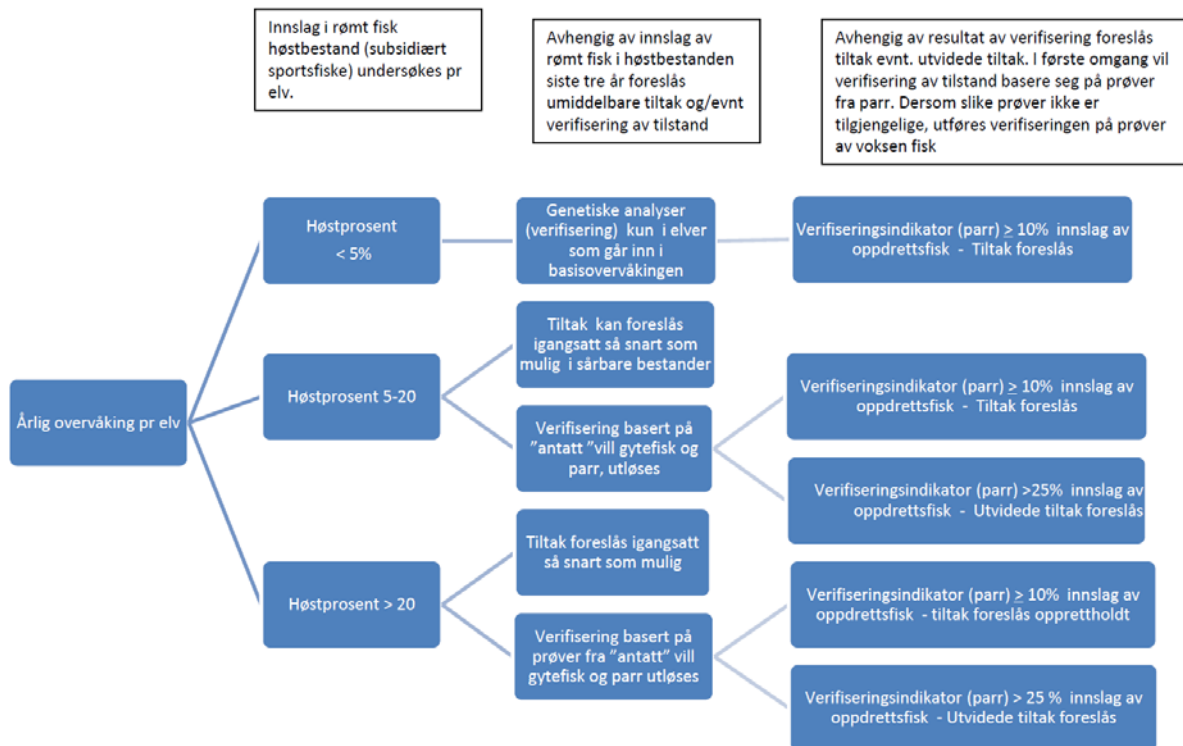 Innslag i rømt fisk
høstbestand (subsidiært
sportsfiske) undersøkes pr
elv.
Avhengig av innslag av
rømt fisk i høstbestanden
siste tre år foreslås
umiddelbare tiltak og/evnt
verifisering av tilstand
Avhengig av resultat av verifisering foreslås
tiltak evnt. utvidede tiltak. I første omgang vil
verifisering av tilstand basere seg på prøver
fra parr. Dersom slike prøver ikke er
tilgjengelige, utføres verifiseringen på prøver
av voksen fisk
Årlig overvåking pr elv
Høstprosent
< 5%
Genetiske analyser
(verifisering) kun i elver
som går inn i
basisovervåkingen
Verifiseringsindikator (parr) ≥ 10% innslag av
oppdrettsfisk - Tiltak foreslås
Høstprosent 5-20
Tiltak kan foreslås
igangsatt så snart som
mulig i sårbare bestander
Verifisering basert på
"antatt "vill gytefisk og
parr, utløses
Verifiseringsindikator (parr) ≥ 10% innslag av
oppdrettsfisk - Tiltak foreslås
Verifiseringsindikator (parr) >25% innslag av
oppdrettsfisk - Utvidede tiltak foreslås
Høstprosent > 20
Tiltak foreslås igangsatt
så snart som mulig
Verifisering basert på
prøver fra "antatt" vill
gytefisk og parr utløses
Verifiseringsindikator (parr) ≥ 10% innslag av
oppdrettsfisk - tiltak foreslås opprettholdt
Verifiseringsindikator (parr) > 25 % innslag av
oppdrettsfisk - Utvidede tiltak foreslås